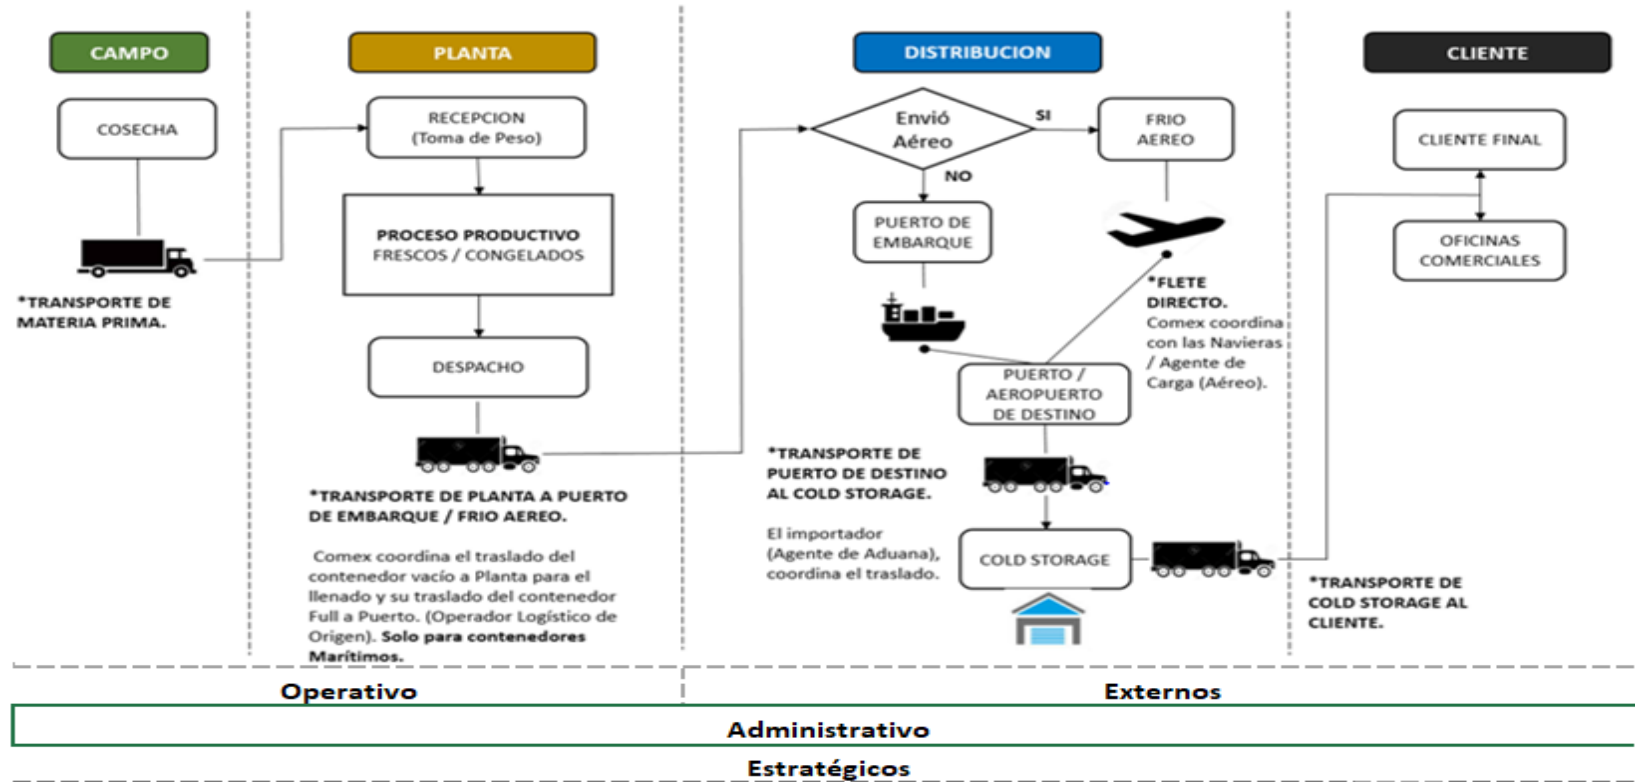 CAMPO
COSECHA
*TRANSPORTE DE
MATERIA PRIMA.
PLANTA
RECEPCION
(Toma de Peso)
PROCESO PRODUCTIVO
FRESCOS / CONGELADOS
DESPACHO
*TRANSPORTE DE PLANTA A PUERTO
DE EMBARQUE / FRIO AEREO.
Comex coordina el traslado del
contenedor vacío a Planta para el
llenado y su traslado del contenedor
Full a Puerto. (Operador Logístico de
Origen). Solo para contenedores
Marítimos.
DISTRIBUCION
Envió
Aéreo
SI
NO
FRIO
AEREO
PUERTO DE
EMBARQUE
*FLETE
DIRECTO.
Comex coordina
con las Navieras
/ Agente de
Carga (Aéreo).
PUERTO /
AEROPUERTO
DE DESTINO
*TRANSPORTE DE
PUERTO DE DESTINO
AL COLD STORAGE.
El importador
(Agente de Aduana),
coordina el traslado.
COLD STORAGE
CLIENTE
CLIENTE FINAL
OFICINAS
COMERCIALES
*TRANSPORTE DE
COLD STORAGE AL
CLIENTE.
Operativo
Externos
Administrativo
Estratégicos